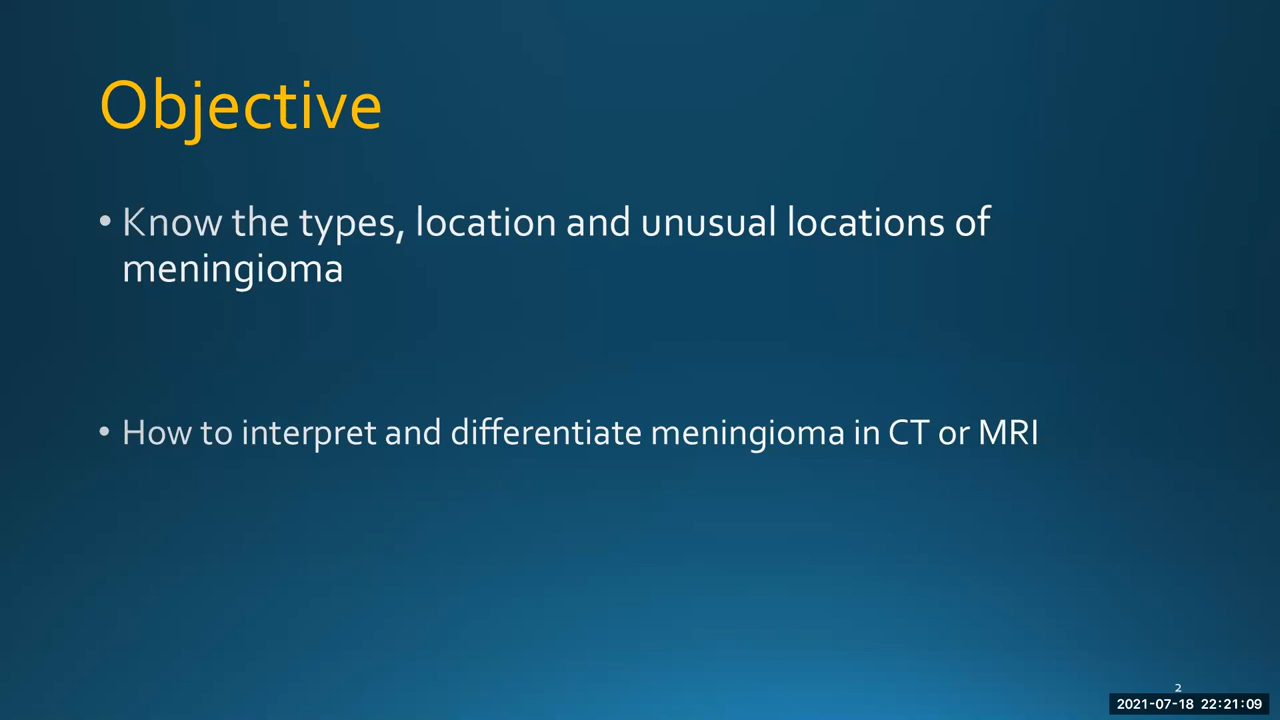 Objective
• Know the types, location and unusual locations of
meningioma
• How to interpret and differentiate meningioma in CT or MRI
2
2021-07-18 22:21:09